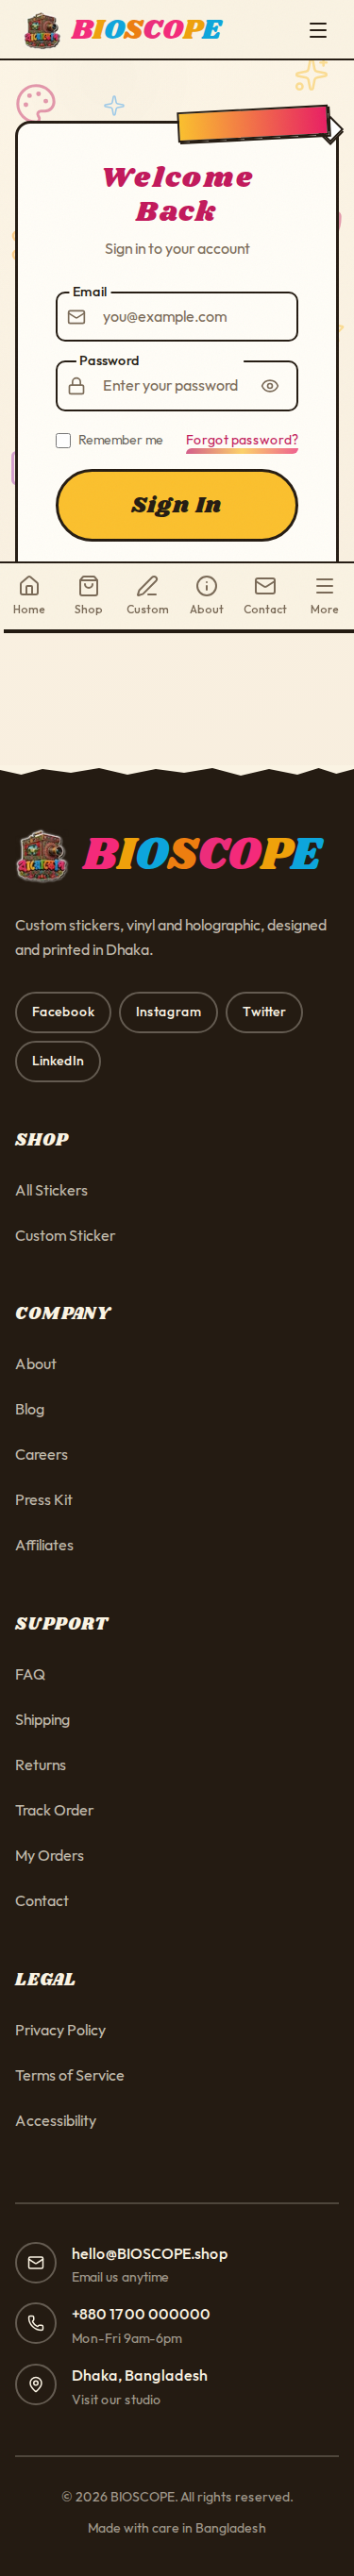 BIOSCOPE
Welcome
Back
Sign in to your account
Email
you@example.com
Password
Enter your password
Remember me
Forgot password?
Sign In
Home
Shop
Custom
About
Contact
More
BIOSCOPE
Custom stickers, vinyl and holographic, designed
and printed in Dhaka.
Facebook
Instagram
Twitter
LinkedIn
SHOP
All Stickers
Custom Sticker
COMPANY
About
Blog
Careers
Press Kit
Affiliates
SUPPORT
FAQ
Shipping
Returns
Track Order
My Orders
Contact
LEGAL
Privacy Policy
Terms of Service
Accessibility
hello@BIOSCOPE.shop
Email us anytime
+880 1700 000000
Mon-Fri 9am-6pm
Dhaka, Bangladesh
Visit our studio
© 2026 BIOSCOPE. All rights reserved.
Made with care in Bangladesh